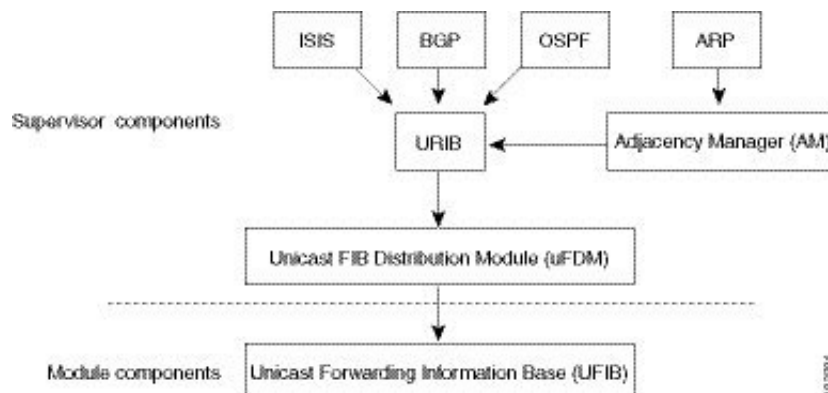 ISIS
BGP
OSPF
ARP
Supervisor components
URIB
Adjacency Manager (AM)
Unicast FIB Distribution Module (uFDM)
Module components
Unicast Forwarding Information Base (UFIB)